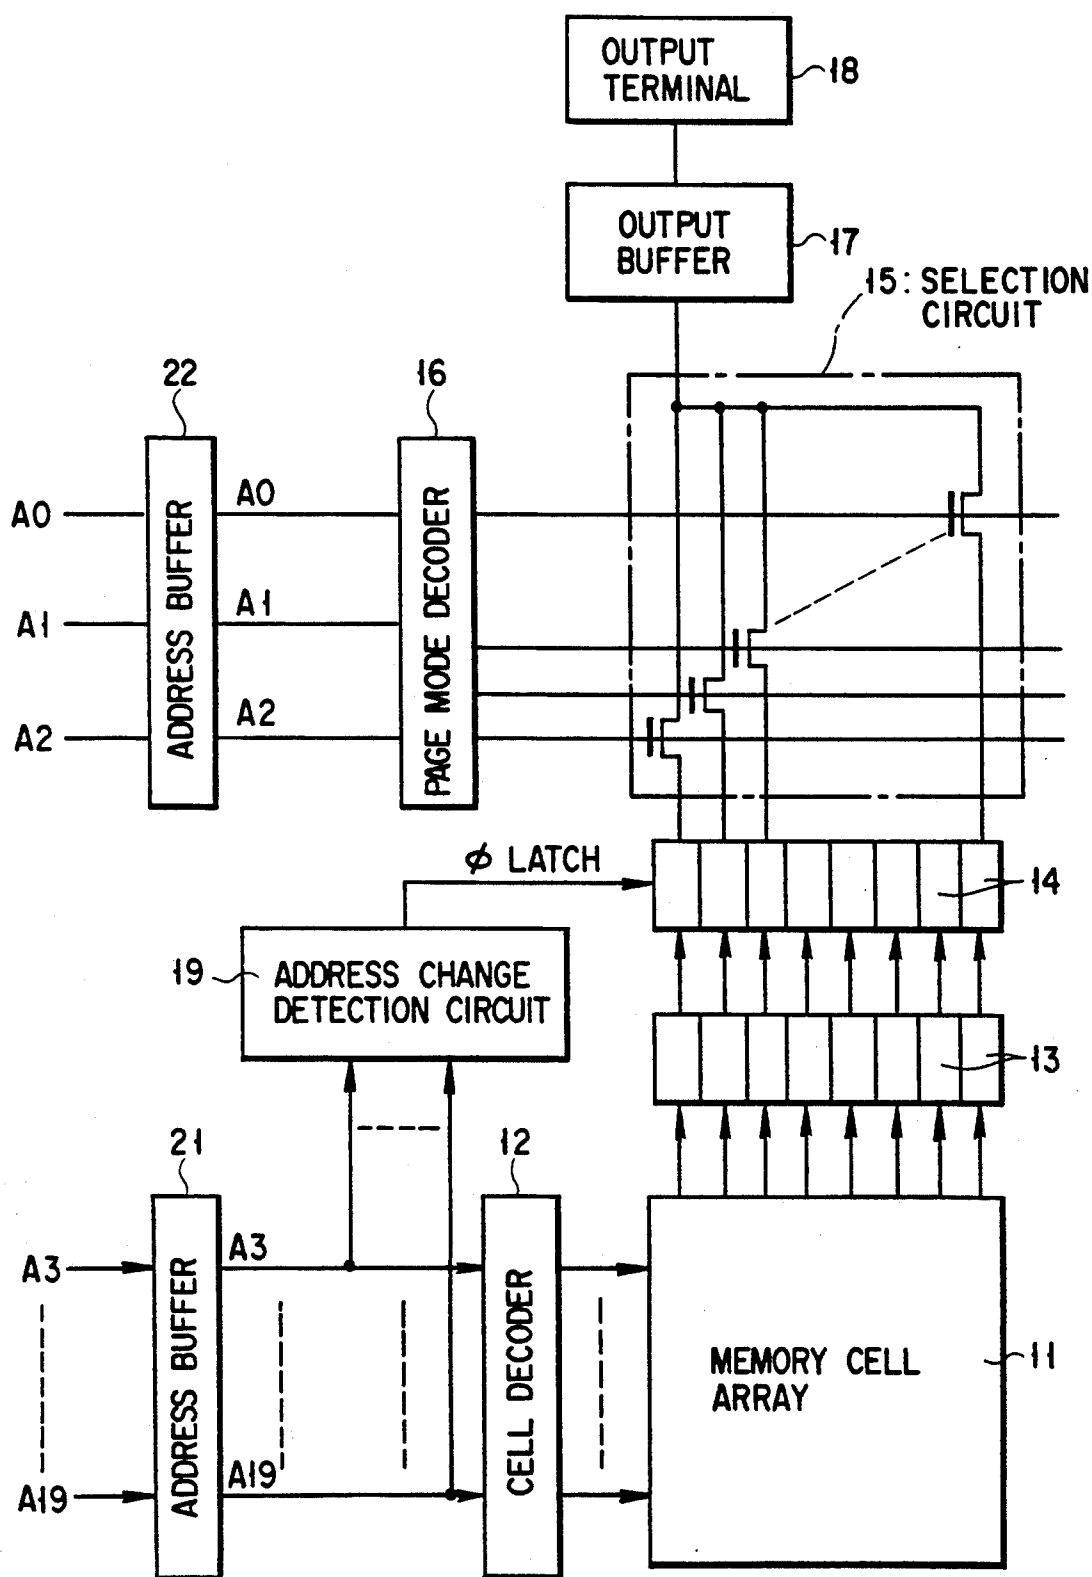 OUTPUT
TERMINAL
18
OUTPUT
BUFFER
17
15: SELECTION
CIRCUIT
22
16
A0
A0
A1
A1
A2
A2
ADDRESS BUFFER
PAGE MODE DECODER
ϕ LATCH
14
19
ADDRESS CHANGE
DETECTION CIRCUIT
13
21
12
A3
A3
A19
A19
ADDRESS BUFFER
CELL DECODER
MEMORY CELL
ARRAY
11